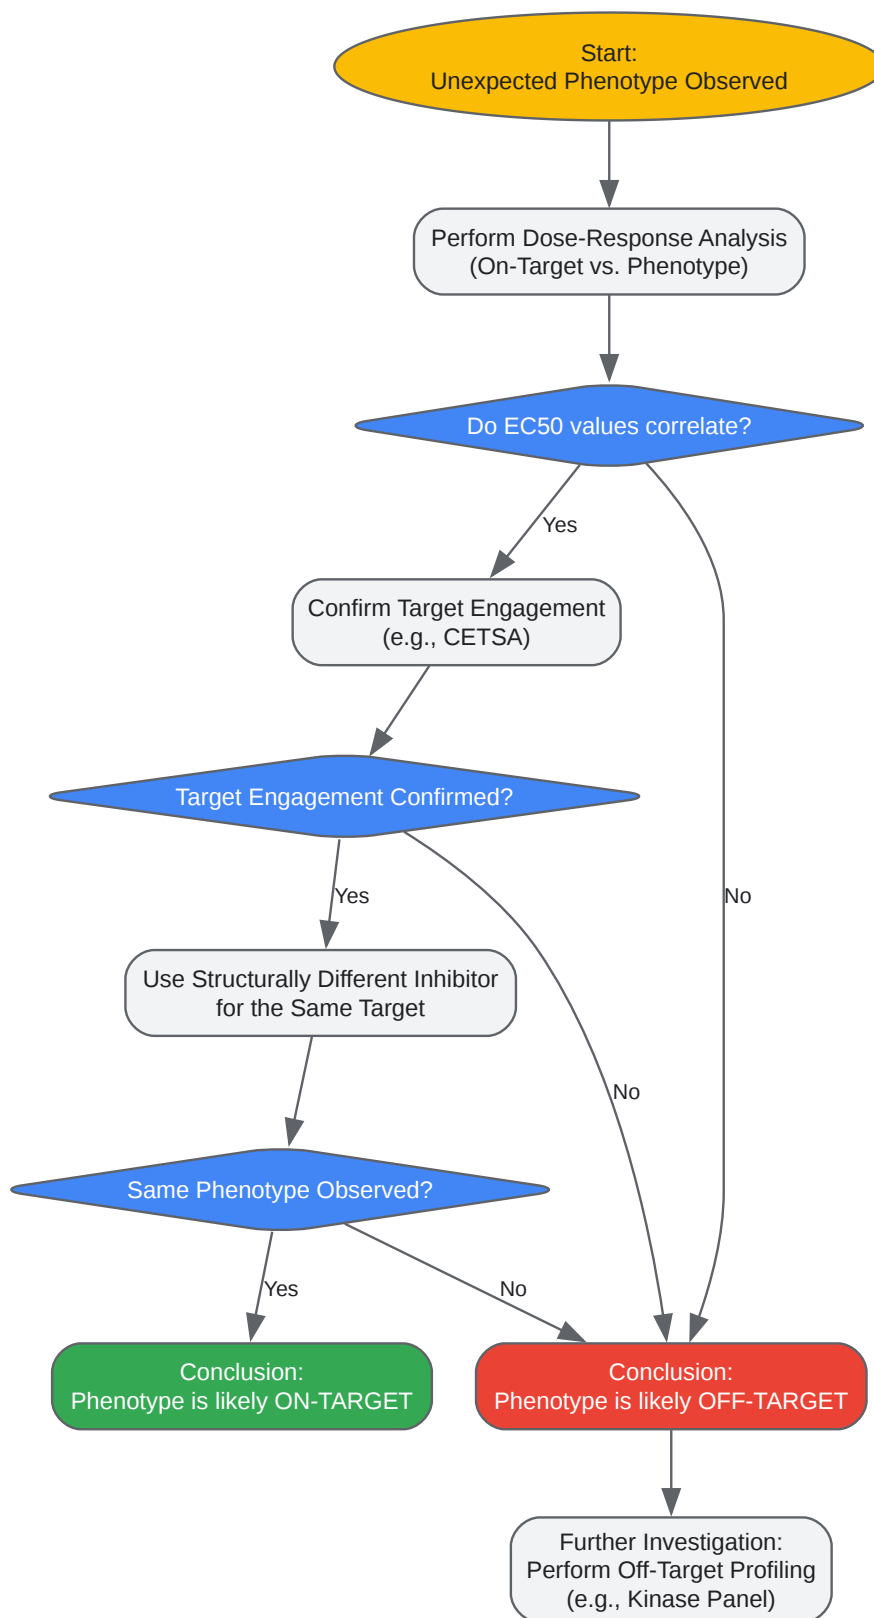 Start:
Unexpected Phenotype Observed
Perform Dose-Response Analysis
(On-Target vs. Phenotype)
Do EC50 values correlate?
Yes
Confirm Target Engagement
(e.g., CETSA)
Target Engagement Confirmed?
Yes
No
Use Structurally Different Inhibitor
for the Same Target
No
Same Phenotype Observed?
Yes
No
Conclusion:
Phenotype is likely ON-TARGET
Conclusion:
Phenotype is likely OFF-TARGET
Further Investigation:
Perform Off-Target Profiling
(e.g., Kinase Panel)